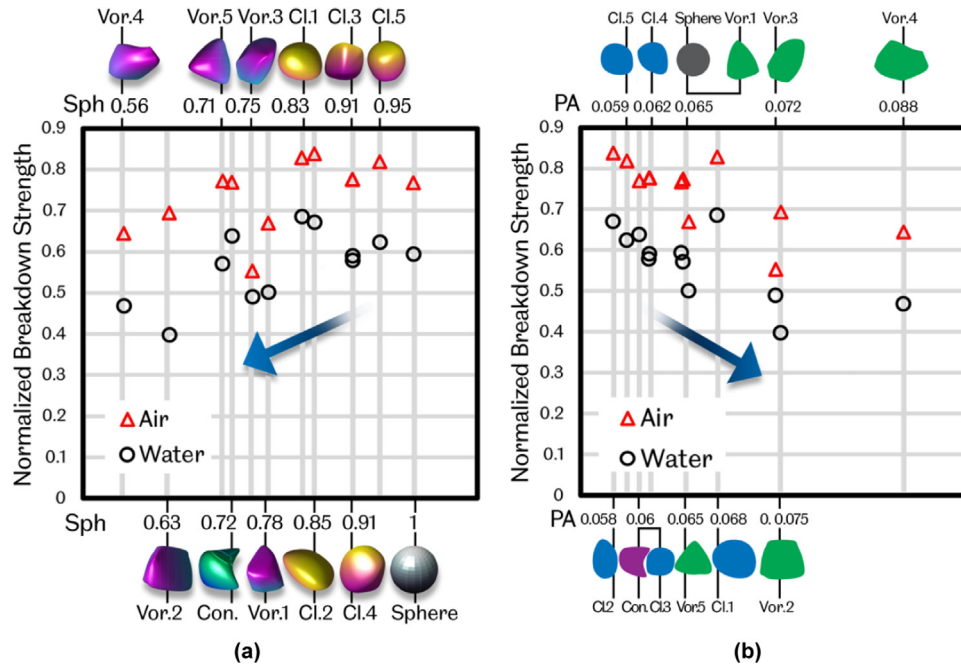 Vor.4 Vor.5 Vor.3 Cl.1 Cl.3 Cl.5
Sph 0.56 0.71 0.75 0.83 0.91 0.95
Normalized Breakdown Strength
0.9
0.8
0.7
0.6
0.5
0.4
0.3
0.2
0.1
0
Air
Water
Sph 0.63 0.72 0.78 0.85 0.91 1
Vor.2 Con. Vor.1 Cl.2 Cl.4 Sphere
(a)
Cl.5 Cl.4 Sphere Vor.1 Vor.3 Vor.4
PA 0.059 0.062 0.065 0.072 0.088
Normalized Breakdown Strength
0.9
0.8
0.7
0.6
0.5
0.4
0.3
0.2
0.1
0
Air
Water
PA 0.058 0.06 0.065 0.068 0.0.075
Cl2 Con. Cl3 Vor.5 Cl.1 Vor.2
(b)